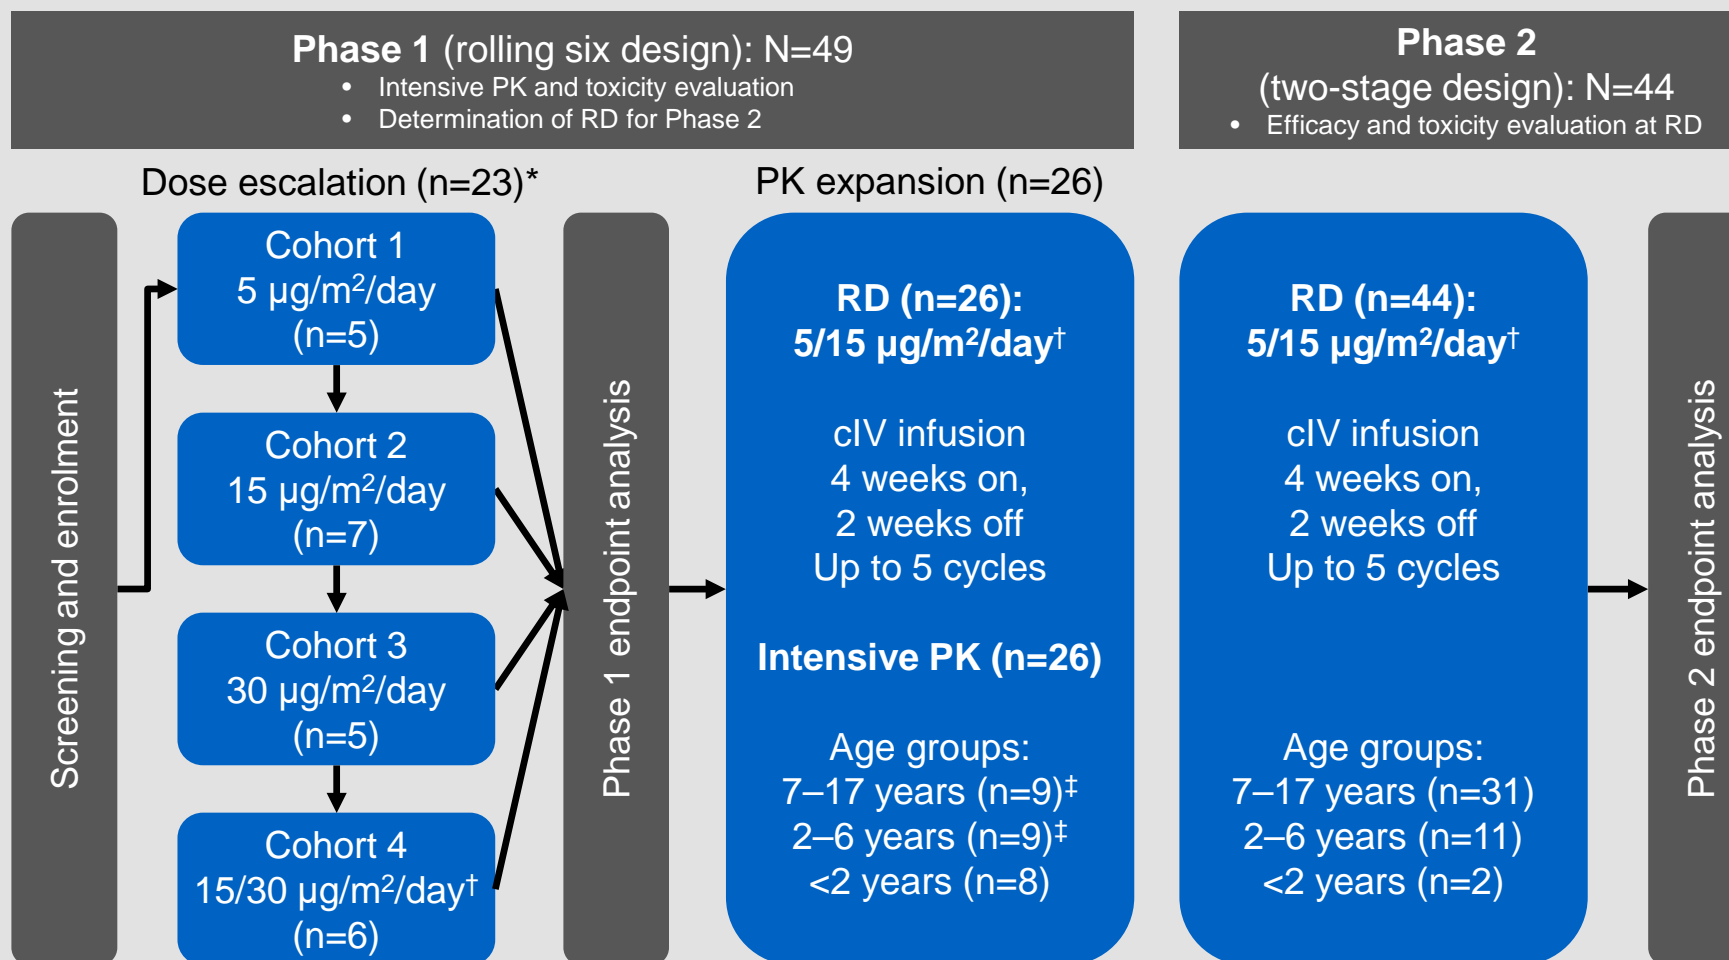 Phase 1 (rolling six design): N=49
• Intensive PK and toxicity evaluation
• Determination of RD for Phase 2
Phase 2
(two-stage design): N=44
• Efficacy and toxicity evaluation at RD
Dose escalation (n=23)*
PK expansion (n=26)
Screening and enrolment
Cohort 1
5 µg/m²/day
(n=5)
Cohort 2
15 µg/m²/day
(n=7)
Cohort 3
30 µg/m²/day
(n=5)
Cohort 4
15/30 µg/m²/day†
(n=6)
Phase 1 endpoint analysis
RD (n=26):
5/15 µg/m²/day†
cIV infusion
4 weeks on,
2 weeks off
Up to 5 cycles
Intensive PK (n=26)
Age groups:
7–17 years (n=9)‡
2–6 years (n=9)‡
<2 years (n=8)
RD (n=44):
5/15 µg/m²/day†
cIV infusion
4 weeks on,
2 weeks off
Up to 5 cycles
Age groups:
7–17 years (n=31)
2–6 years (n=11)
<2 years (n=2)
Phase 2 endpoint analysis